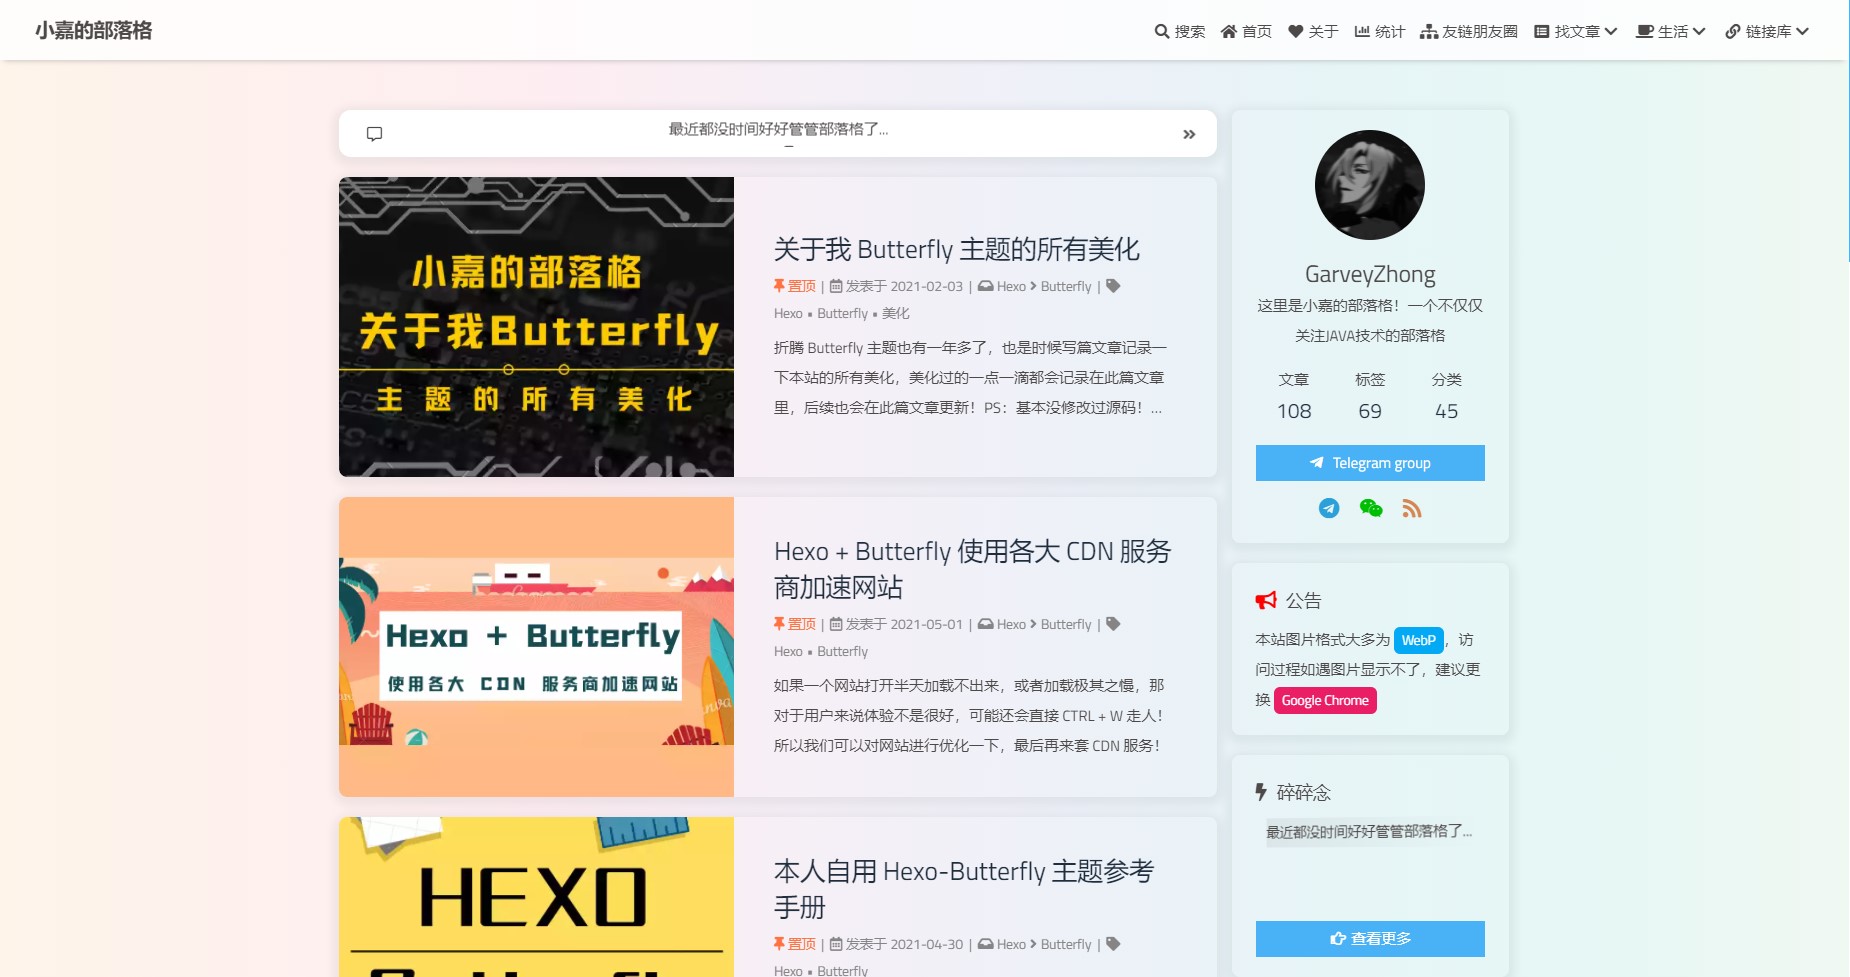 小嘉的部落格
搜索 首页 关于 统计 友链朋友圈 找文章 生活 链接库
最近都没时间好好管管部落格了...
小嘉的部落格
关于我Butterfly
主题的所有美化
关于我 Butterfly 主题的所有美化
置顶 | 发表于 2021-02-03 | Hexo > Butterfly |
Hexo • Butterfly • 美化
折腾 Butterfly 主题也有一年多了，也是时候写篇文章记录一
下本站的所有美化，美化过的一点一滴都会记录在此篇文章
里，后续也会在此篇文章更新！PS：基本没修改过源码！...
Hexo + Butterfly
使用各大 CDN 服务商加速网站
Hexo + Butterfly 使用各大 CDN 服务
商加速网站
置顶 | 发表于 2021-05-01 | Hexo > Butterfly |
Hexo • Butterfly
如果一个网站打开半天加载不出来，或者加载极其之慢，那
对于用户来说体验不是很好，可能还会直接 CTRL + W 走人！
所以我们可以对网站进行优化一下，最后再来套 CDN 服务！
HEXO
本人自用 Hexo-Butterfly 主题参考
手册
置顶 | 发表于 2021-04-30 | Hexo > Butterfly |
Hexo • Butterfly
GarveyZhong
这里是小嘉的部落格！一个不仅仅
关注JAVA技术的部落格
文章 标签 分类
108 69 45
Telegram group
公告
本站图片格式大多为 WebP，访
问过程如遇图片显示不了，建议更
换 Google Chrome
碎碎念
最近都没时间好好管管部落格了...
查看更多